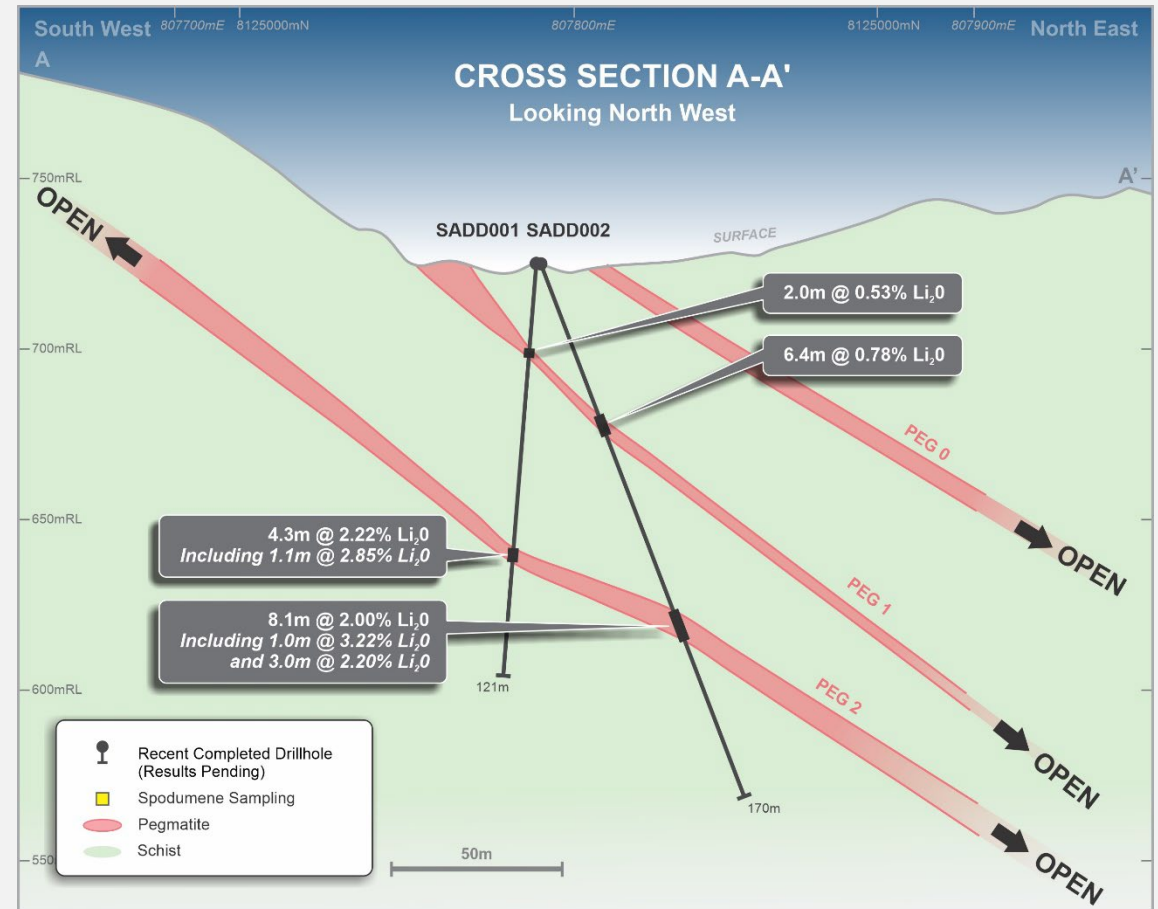 South West 807700mE 8125000mN 807800mE 8125000mN 807900mE North East
A
CROSS SECTION A-A'
Looking North West
750mRL
A'
OPEN
SADD001 SADD002
SURFACE
2.0m @ 0.53% Li₂0
700mRL
6.4m @ 0.78% Li₂0
PEG 0
650mRL
4.3m @ 2.22% Li₂0
Including 1.1m @ 2.85% Li₂0
OPEN
PEG 1
8.1m @ 2.00% Li₂0
Including 1.0m @ 3.22% Li₂0
and 3.0m @ 2.20% Li₂0
600mRL
121m
PEG 2
OPEN
Recent Completed Drillhole
(Results Pending)
Spodumene Sampling
Pegmatite
Schist
170m
50m
550
OPEN